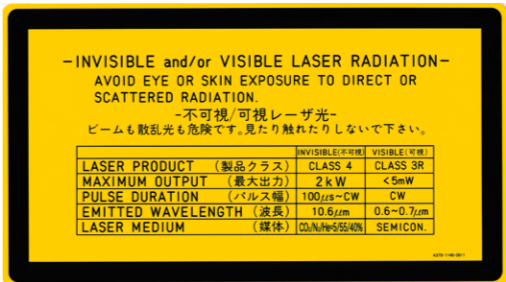 -INVISIBLE and/or VISIBLE LASER RADIATION-
AVOID EYE OR SKIN EXPOSURE TO DIRECT OR
SCATTERED RADIATION.
-不可視/可視レーザ光-
ビームも散乱光も危険です。見たり触れたりしないで下さい。
INVISIBLE(不可視) VISIBLE(可視)
LASER PRODUCT (製品クラス) CLASS 4 CLASS 3R
MAXIMUM OUTPUT (最大出力) 2kW <5mW
PULSE DURATION (パルス幅) 100μs~CW CW
EMITTED WAVELENGTH (波長) 10.6μm 0.6~0.7μm
LASER MEDIUM (媒体) CO₂/N₂/He=5/55/40% SEMICON.